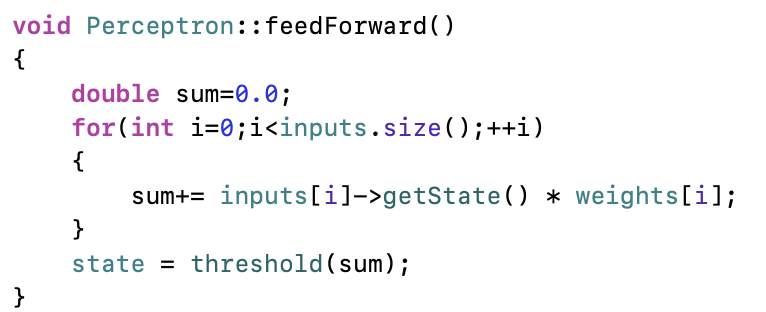 void Perceptron::feedForward()
{
    double sum=0.0;
    for(int i=0;i<inputs.size();++i)
    {
        sum+= inputs[i]->getState() * weights[i];
    }
    state = threshold(sum);
}